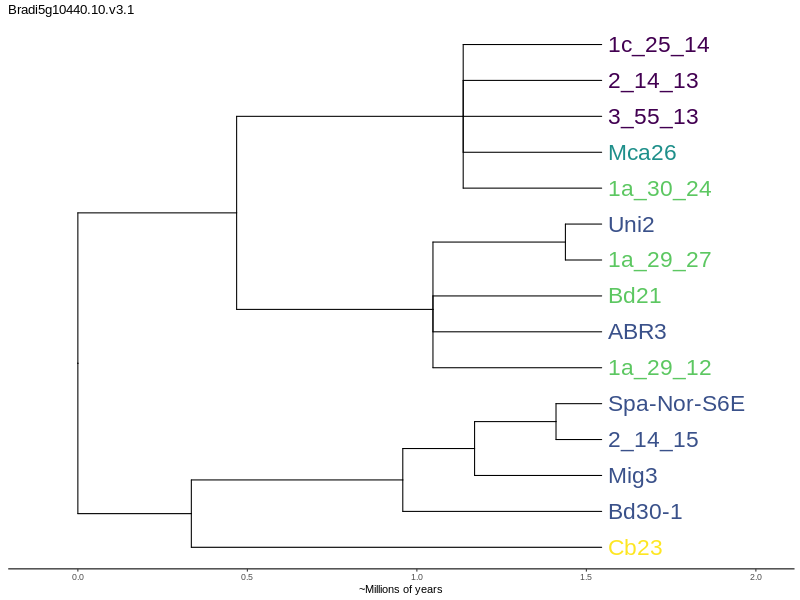 Bradi5g10440.10.v3.1
1c_25_14
2_14_13
3_55_13
Mca26
1a_30_24
Uni2
1a_29_27
Bd21
ABR3
1a_29_12
Spa-Nor-S6E
2_14_15
Mig3
Bd30-1
Cb23
0.0 0.5 1.0 1.5 2.0
~Millions of years